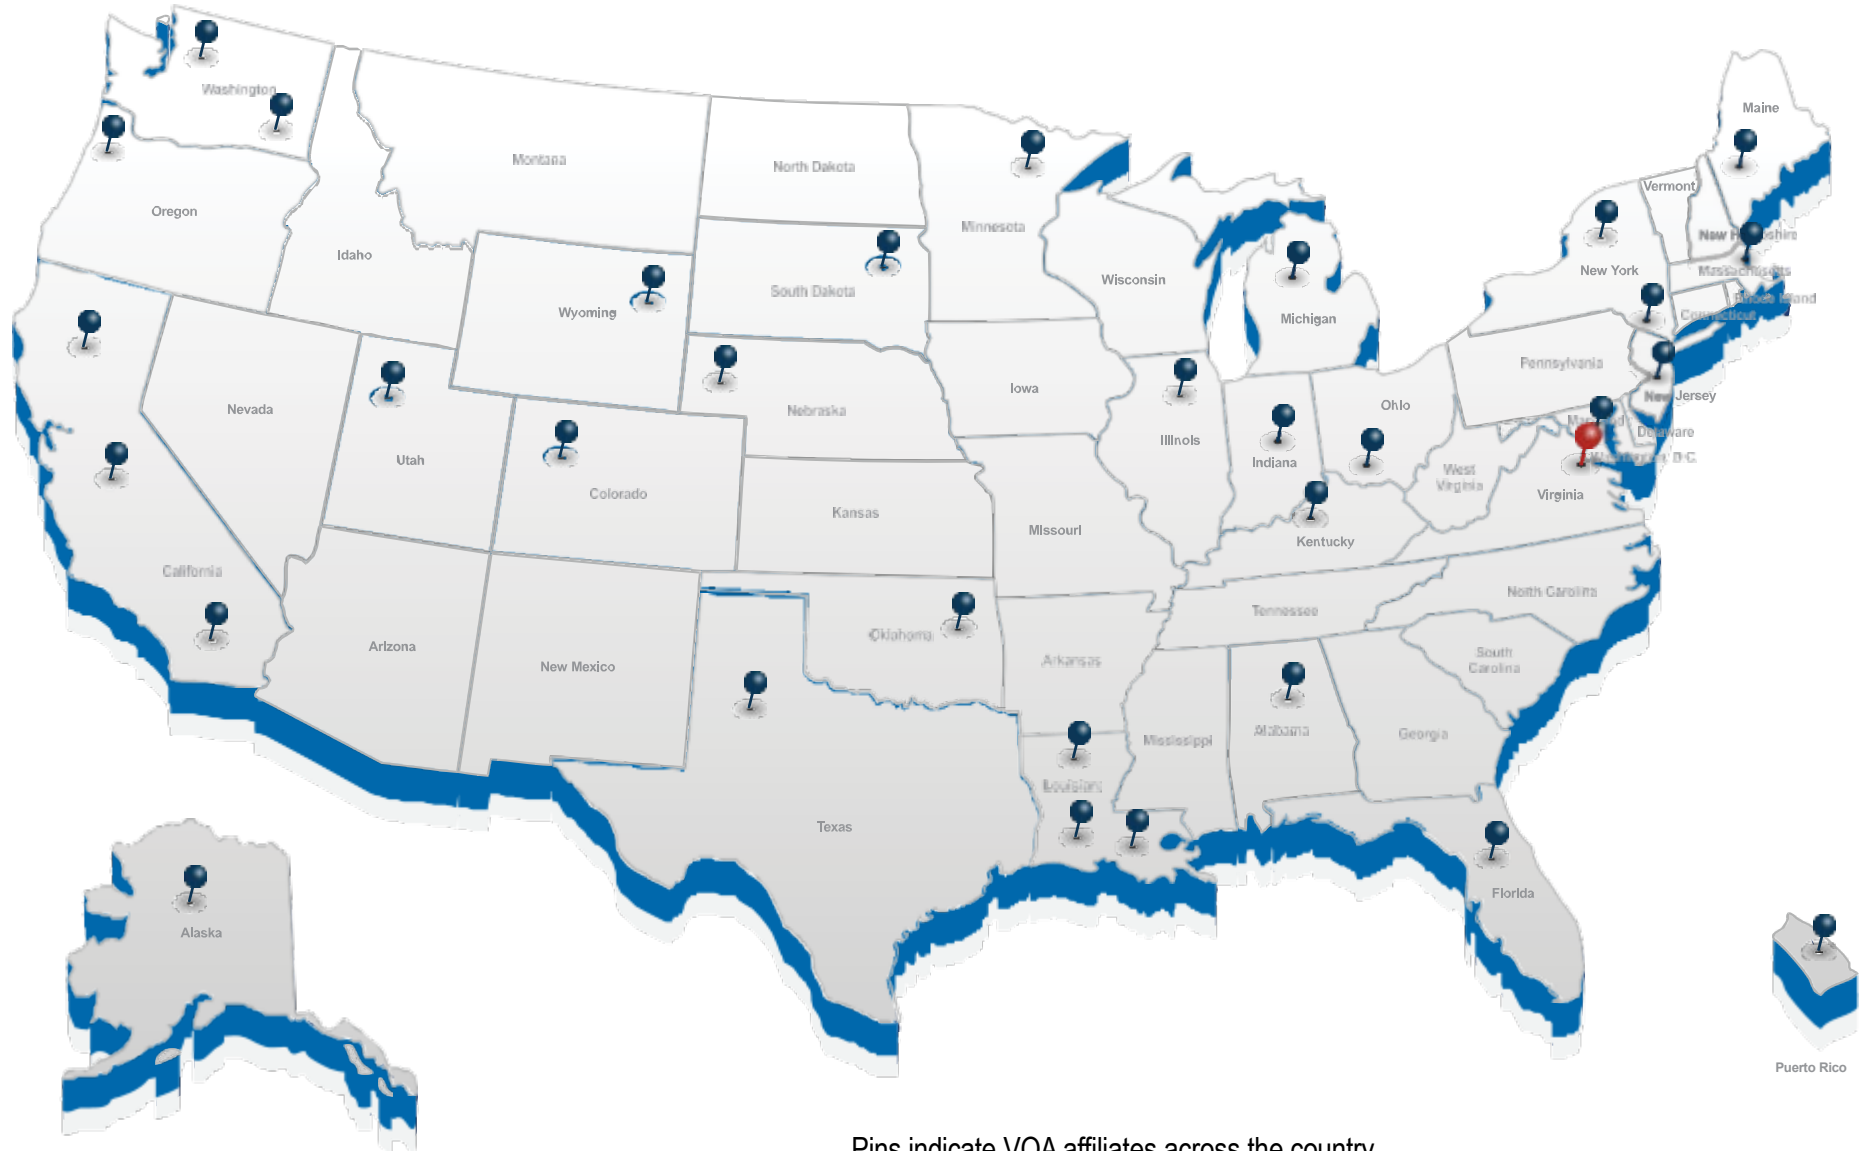 Maine
Washington
Montana
North Dakota
Vermont
Oregon
Minnesota
New Hampshire
Idaho
New York
Massachusetts
Wisconsin
South Dakota
Rhode Island
Wyoming
Michigan
Connecticut
Pennsylvania
Iowa
New Jersey
Nevada
Nebraska
Ohio
Maryland
Delaware
Illinois
Utah
Indiana
Washington, D.C.
West
Virginia
Colorado
Virginia
Kansas
Missouri
Kentucky
California
North Carolina
Tennessee
Oklahoma
Arizona
New Mexico
Arkansas
South
Carolina
Alabama
Georgia
Mississippi
Louisiana
Texas
Florida
Alaska
Puerto Rico
Pins indicate VOA affiliates across the country